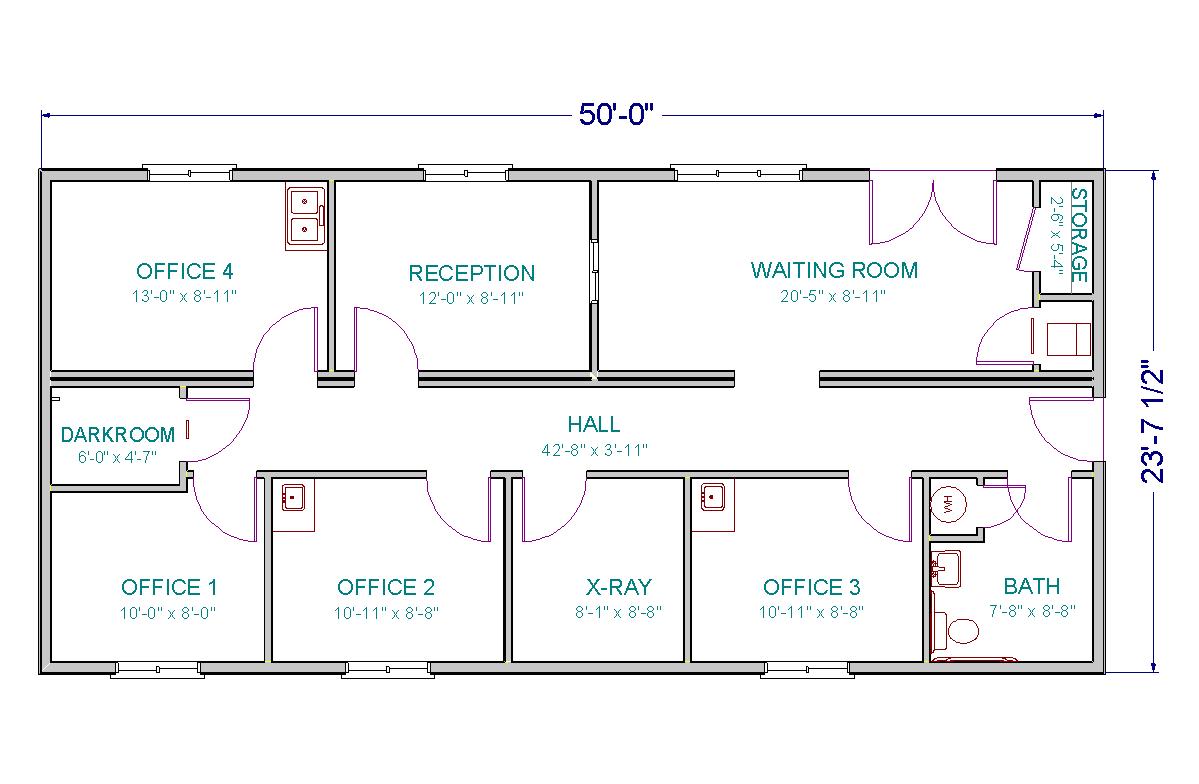 50'-0"
OFFICE 4
13'-0" x 8'-11"
RECEPTION
12'-0" x 8'-11"
WAITING ROOM
20'-5" x 8'-11"
STORAGE
2'-6" x 5'-4"
23'-7 1/2"
DARKROOM
6'-0" x 4'-7"
HALL
42'-8" x 3'-11"
OFFICE 1
10'-0" x 8'-0"
OFFICE 2
10'-11" x 8'-8"
X-RAY
8'-1" x 8'-8"
OFFICE 3
10'-11" x 8'-8"
WH
BATH
7'-8" x 8'-8"